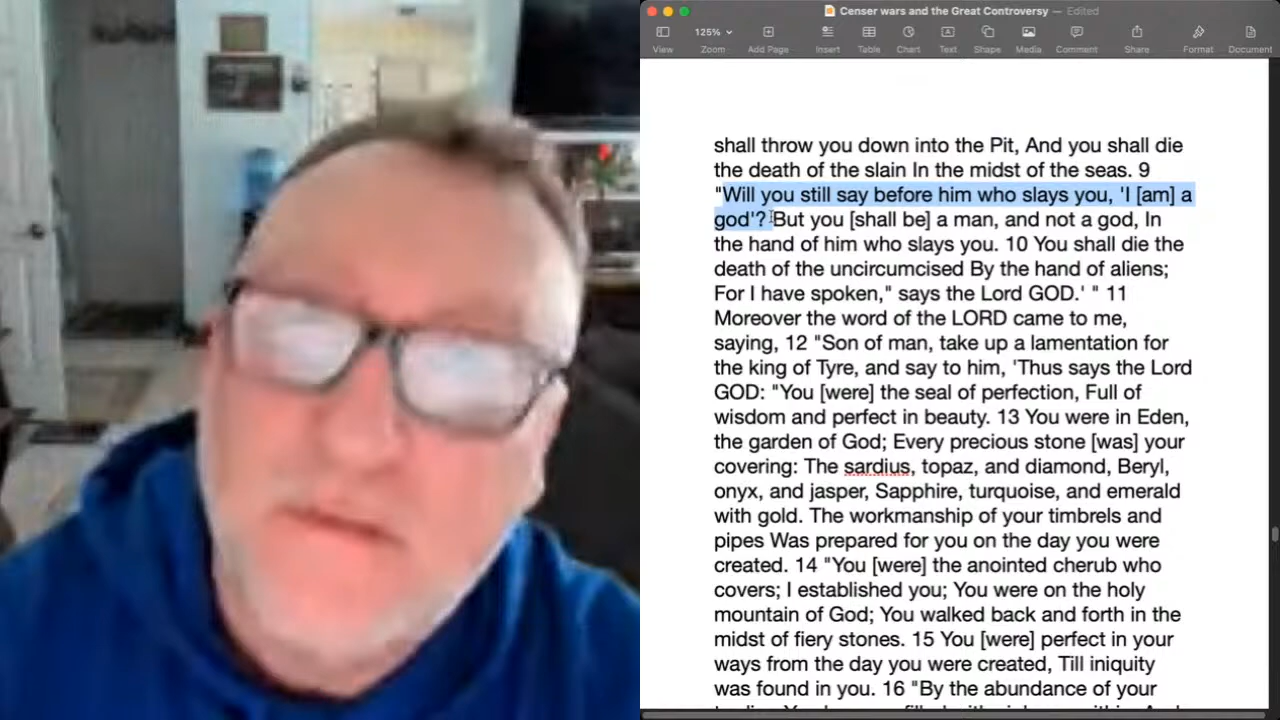 Censer wars and the Great Controversy — Edited
125%
View
Zoom
Add Page
Insert
Table
Chart
Text
Shape
Media
Comment
Share
Format
Document
shall throw you down into the Pit, And you shall die
the death of the slain In the midst of the seas. 9
"Will you still say before him who slays you, 'I [am] a
god'? But you [shall be] a man, and not a god, In
the hand of him who slays you. 10 You shall die the
death of the uncircumcised By the hand of aliens;
For I have spoken," says the Lord GOD.' " 11
Moreover the word of the LORD came to me,
saying, 12 "Son of man, take up a lamentation for
the king of Tyre, and say to him, 'Thus says the Lord
GOD: "You [were] the seal of perfection, Full of
wisdom and perfect in beauty. 13 You were in Eden,
the garden of God; Every precious stone [was] your
covering: The sardius, topaz, and diamond, Beryl,
onyx, and jasper, Sapphire, turquoise, and emerald
with gold. The workmanship of your timbrels and
pipes Was prepared for you on the day you were
created. 14 "You [were] the anointed cherub who
covers; I established you; You were on the holy
mountain of God; You walked back and forth in the
midst of fiery stones. 15 You [were] perfect in your
ways from the day you were created, Till iniquity
was found in you. 16 "By the abundance of your